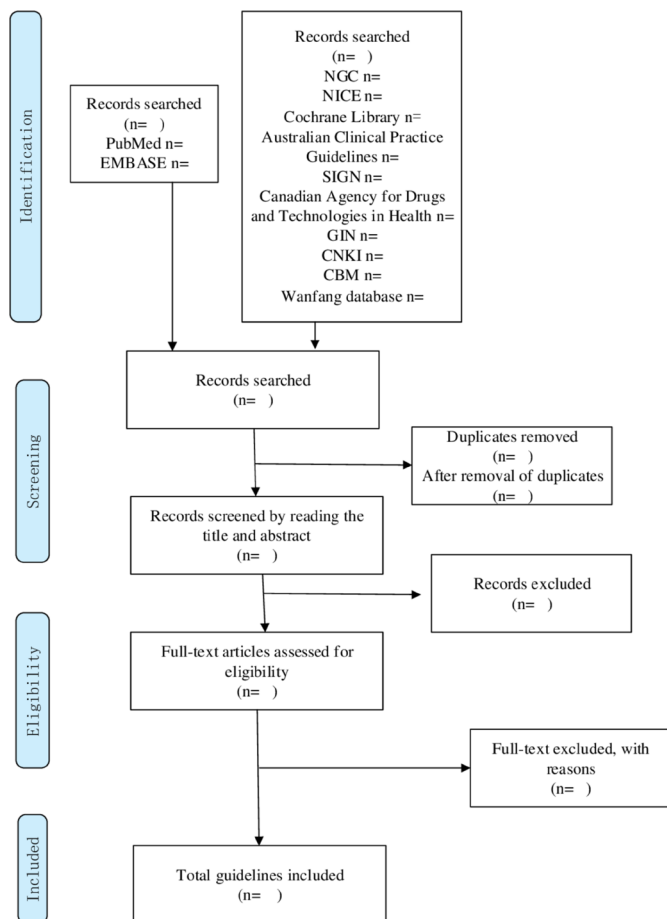 Identification
Records searched
(n=   )
PubMed n=
EMBASE n=
Records searched
(n=   )
NGC n=
NICE n=
Cochrane Library n=
Australian Clinical Practice
Guidelines n=
SIGN n=
Canadian Agency for Drugs
and Technologies in Health n=
GIN n=
CNKI n=
CBM n=
Wanfang database n=
Screening
Records searched
(n=   )
Duplicates removed
(n=   )
After removal of duplicates
(n=   )
Records screened by reading the
title and abstract
(n=   )
Records excluded
(n=   )
Eligibility
Full-text articles assessed for
eligibility
(n=   )
Full-text excluded, with
reasons
(n=   )
Included
Total guidelines included
(n=   )